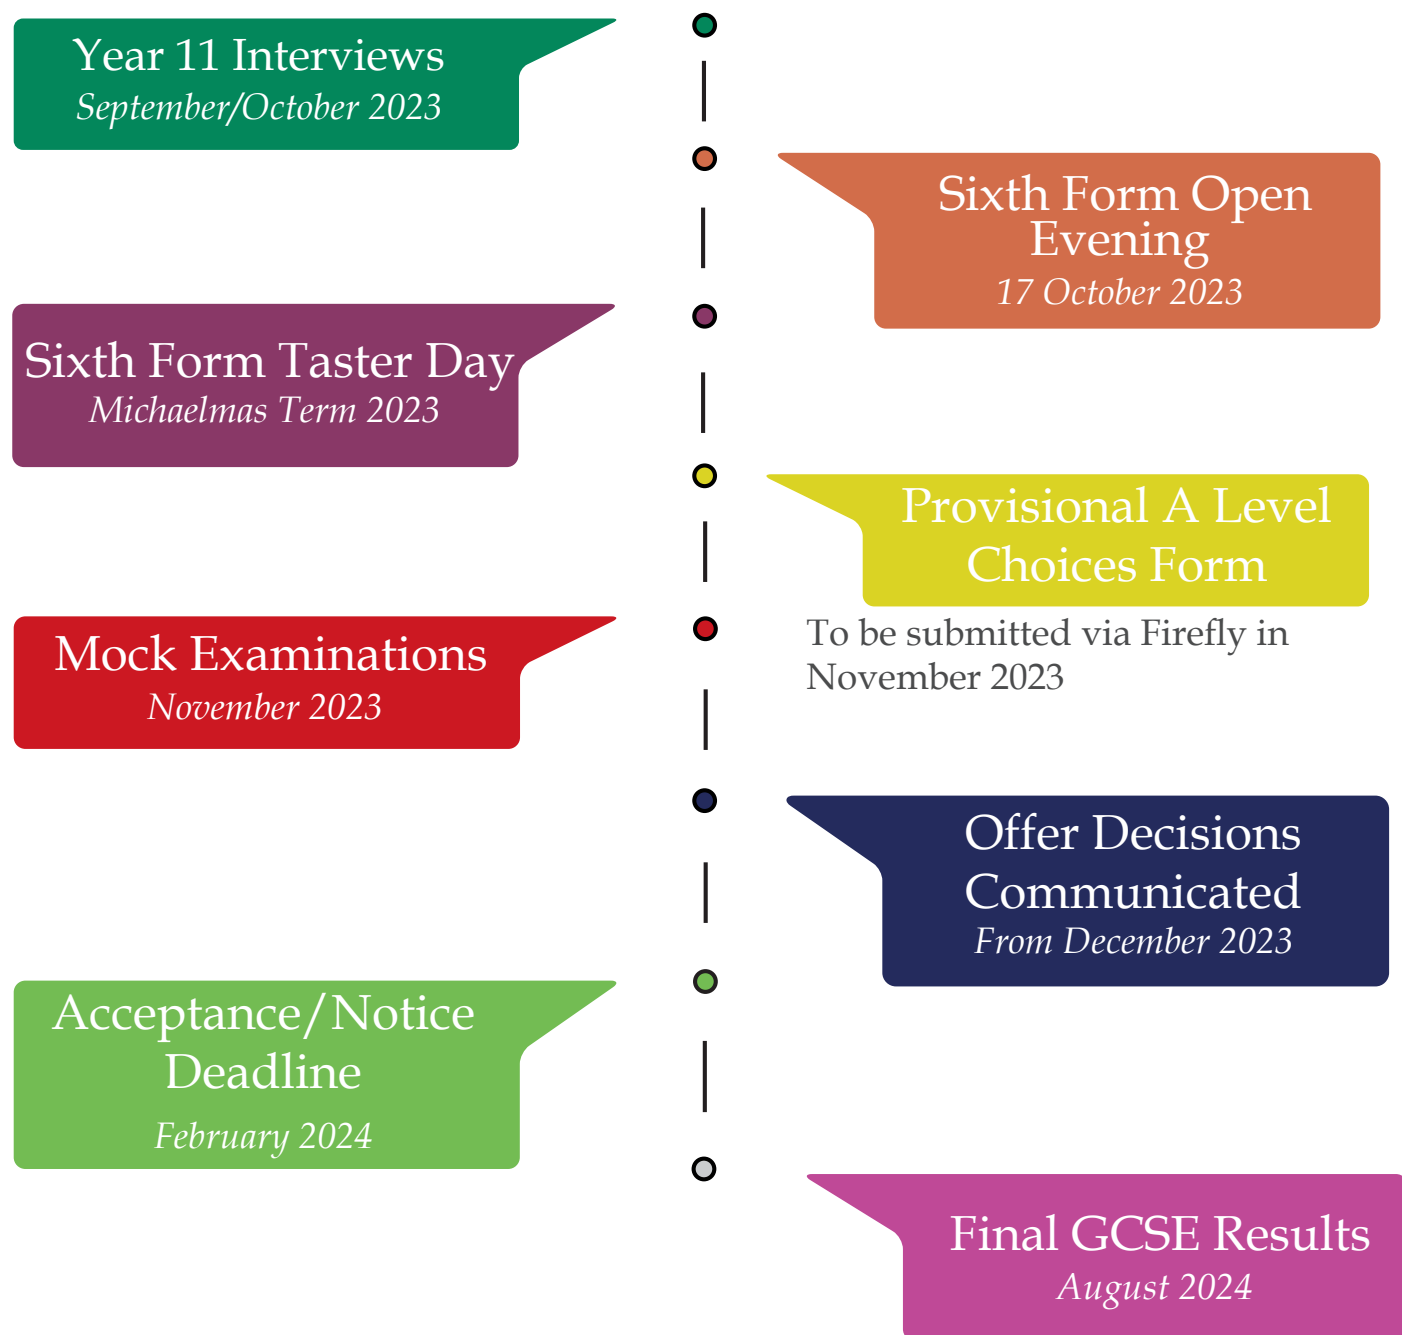 Year 11 Interviews
September/October 2023
Sixth Form Open
Evening
17 October 2023
Sixth Form Taster Day
Michaelmas Term 2023
Provisional A Level
Choices Form
To be submitted via Firefly in
November 2023
Mock Examinations
November 2023
Offer Decisions
Communicated
From December 2023
Acceptance/Notice
Deadline
February 2024
Final GCSE Results
August 2024